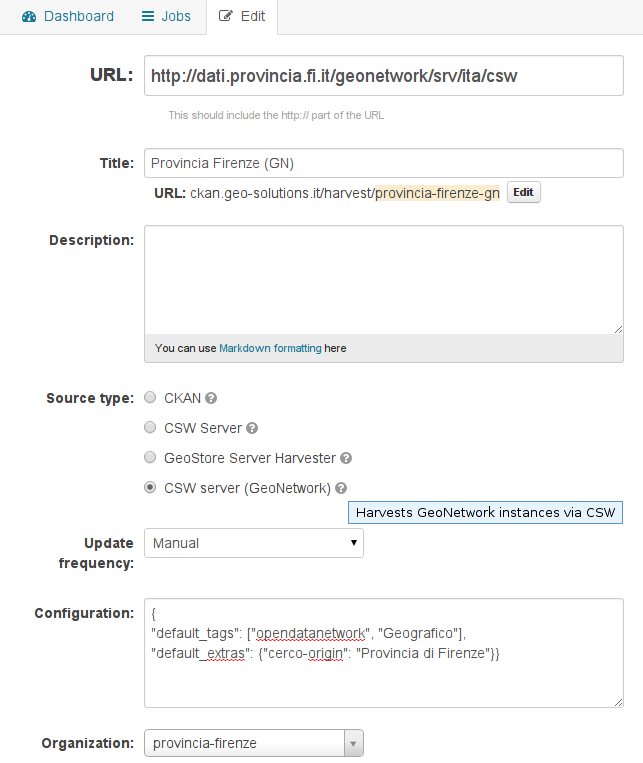 Dashboard Jobs Edit
URL: http://dati.provincia.fi.it/geonetwork/srv/ita/csw
This should include the http:// part of the URL
Title: Provincia Firenze (GN)
URL: ckan.geo-solutions.it/harvest/provincia-firenze-gn Edit
Description:
You can use Markdown formatting here
Source type: CKAN ?
CSW Server ?
GeoStore Server Harvester ?
CSW server (GeoNetwork) ?
Harvests GeoNetwork instances via CSW
Update frequency: Manual
Configuration: {
"default_tags": ["opendatanetwork", "Geografico"],
"default_extras": {"cerco-origin": "Provincia di Firenze"}}
Organization: provincia-firenze